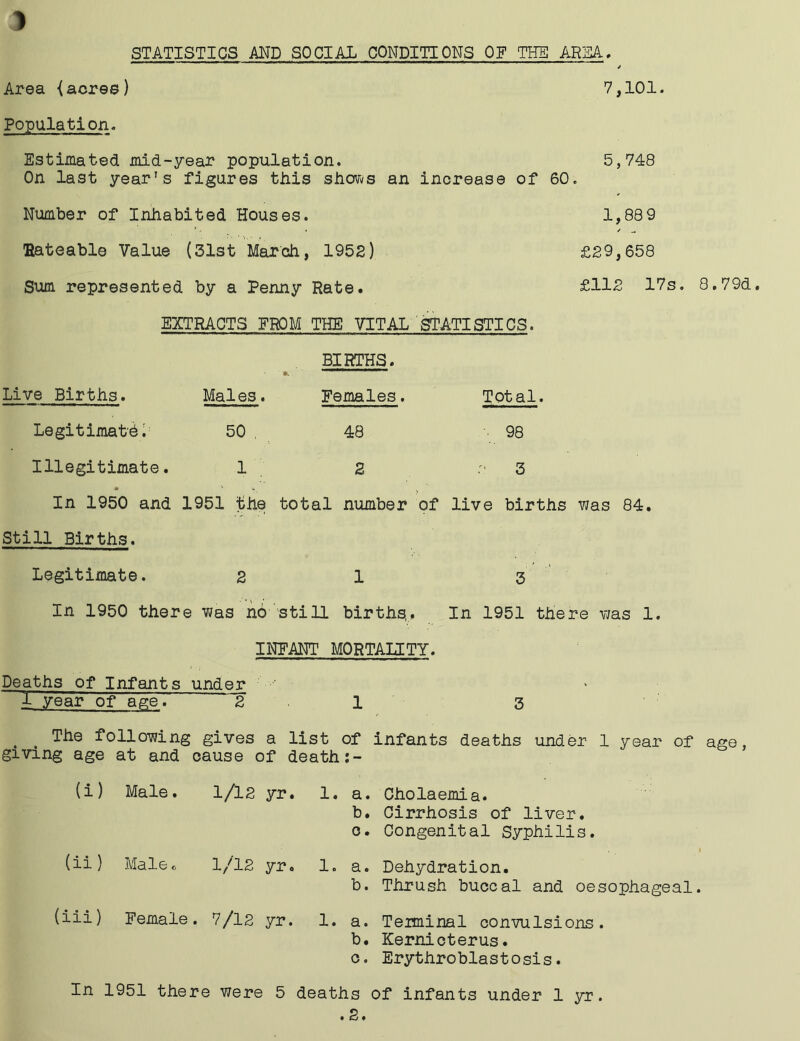 STATISTICS AND SOCIAL CONDITIONS OF THE AREA.
Area (acres) 7,101.
Population.
Estimated mid-year population. 5,748
On last year's figures this shows an increase of 60.
Number of Inhabited Houses. 1,889
Rateable Value (31st March, 1952) £29,658
Sum represented by a Penny Rate. £112 17s. 8.79d.
EXTRACTS FROM THE VITAL STATISTICS.
BIRTHS.
Live Births. Males. Females. Total.
Legitimate. 50 48 98
Illegitimate. 1 2 3
In 1950 and 1951 the total number of live births was 84.
Still Births.
Legitimate. 2 1 3
In 1950 there was no still births. In 1951 there was 1.
INFANT MORTALITY.
Deaths of Infants under
1 year of age. 2 1 3
The following gives a list of infants deaths under 1 year of age,
giving age at and cause of death:-
(i) Male. 1/12 yr. 1. a. Cholaemia.
b. Cirrhosis of liver.
c. Congenital Syphilis.
(ii) Male. 1/12 yr. 1. a. Dehydration.
b. Thrush buccal and oesophageal.
(iii) Female. 7/12 yr. 1. a. Terminal convulsions.
b. Kernicterus.
c. Erythroblastosis.
In 1951 there were 5 deaths of infants under 1 yr.
.2.